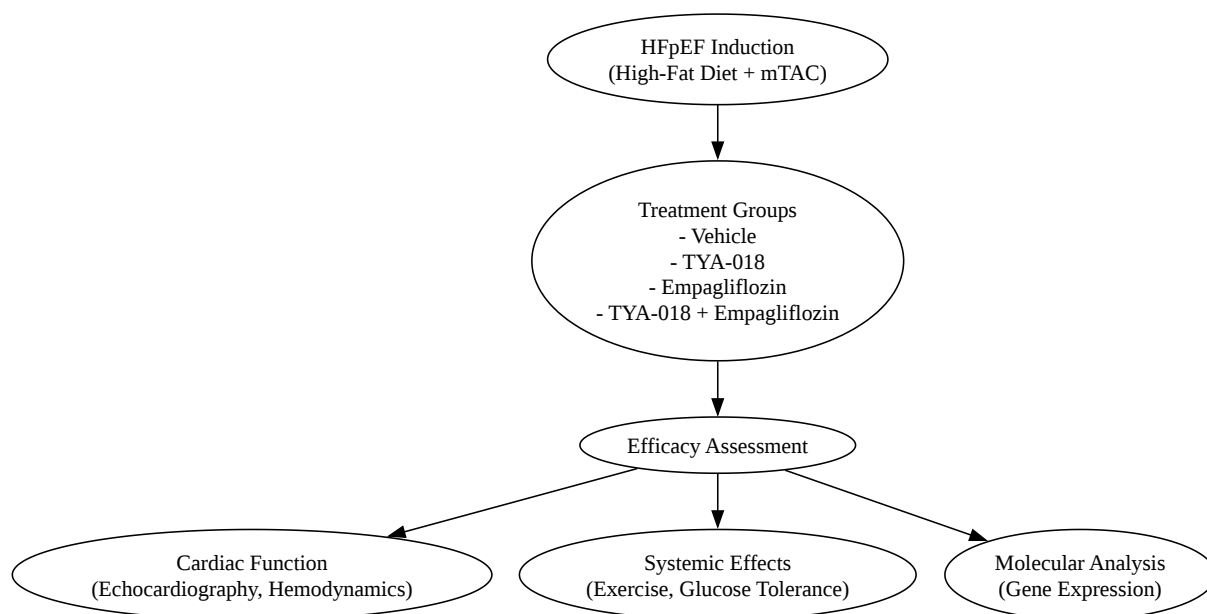 HFpEF Induction
(High-Fat Diet + mTAC)
Treatment Groups
- Vehicle
- TYA-018
- Empagliflozin
- TYA-018 + Empagliflozin
Efficacy Assessment
Cardiac Function
(Echocardiography, Hemodynamics)
Systemic Effects
(Exercise, Glucose Tolerance)
Molecular Analysis
(Gene Expression)